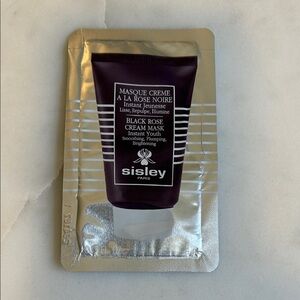 MASQUE CREME
A LA ROSE NOIRE
Instant Jeunesse
Lisse, Repulpe, Illumine
BLACK ROSE
CREAM MASK
Instant Youth
Smoothing, Plumping,
Brightening
sisley
PARIS